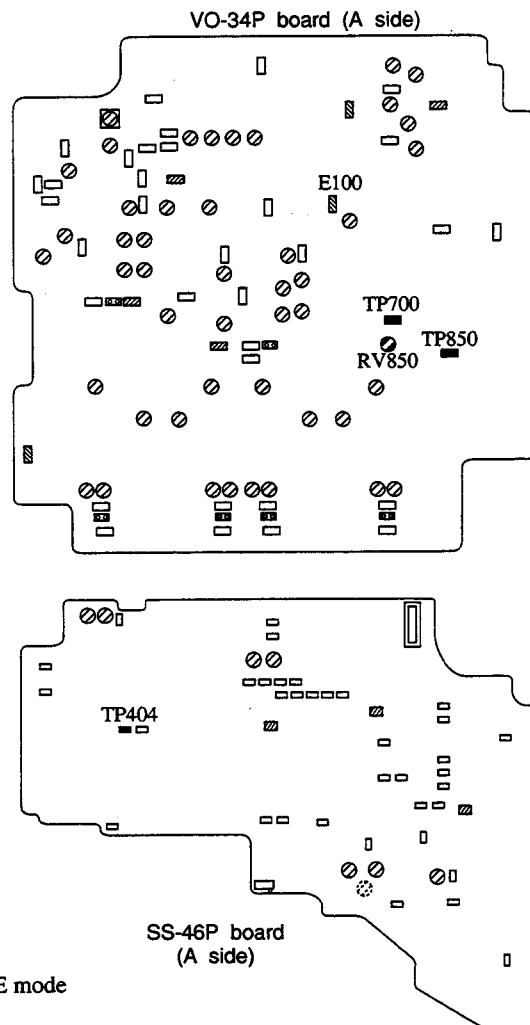 VO-34P board (A side)
E100
TP700
TP850
RV850
TP404
SS-46P board
(A side)
E mode